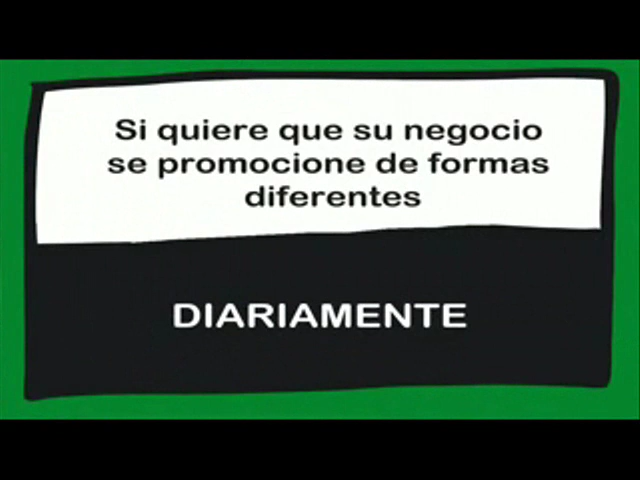 Si quiere que su negocio
se promocione de formas
diferentes
DIARIAMENTE